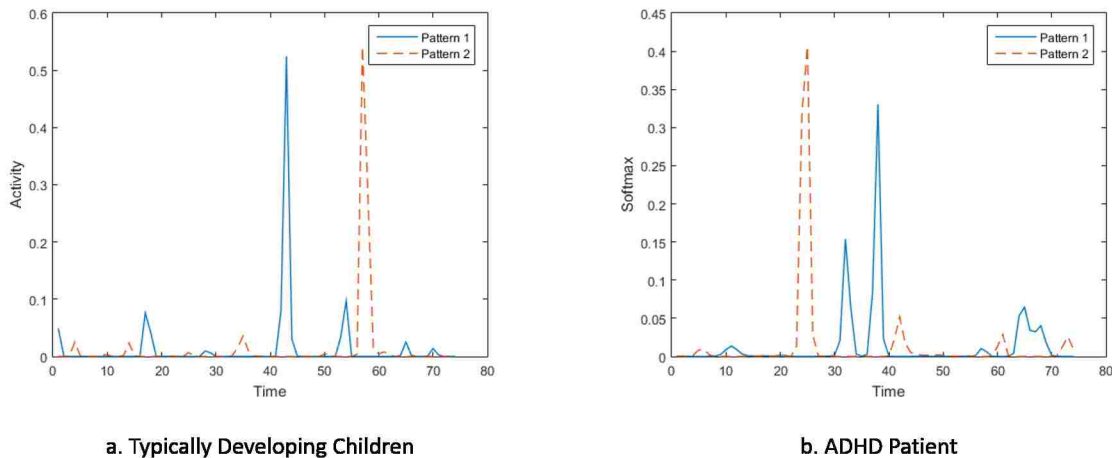 0.6
0.5
0.4
0.3
0.2
0.1
0
Activity
0 10 20 30 40 50 60 70 80
Time
Pattern 1
Pattern 2
a. Typically Developing Children
0.45
0.4
0.35
0.3
0.25
0.2
0.15
0.1
0.05
0
Softmax
0 10 20 30 40 50 60 70 80
Time
Pattern 1
Pattern 2
b. ADHD Patient